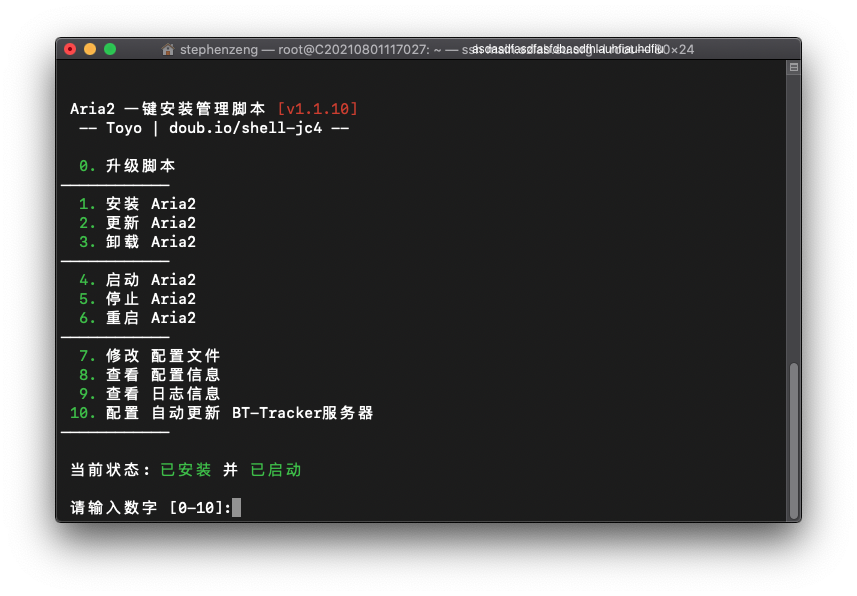 stephenzeng — root@C20210801117027: ~ —
80×24
Aria2 一键安装管理脚本 [v1.1.10]
-- Toyo | doub.io/shell-jc4 --
0. 升级脚本
1. 安装 Aria2
2. 更新 Aria2
3. 卸载 Aria2
4. 启动 Aria2
5. 停止 Aria2
6. 重启 Aria2
7. 修改 配置文件
8. 查看 配置信息
9. 查看 日志信息
10. 配置 自动更新 BT-Tracker服务器
当前状态: 已安装 并 已启动
请输入数字 [0-10]: